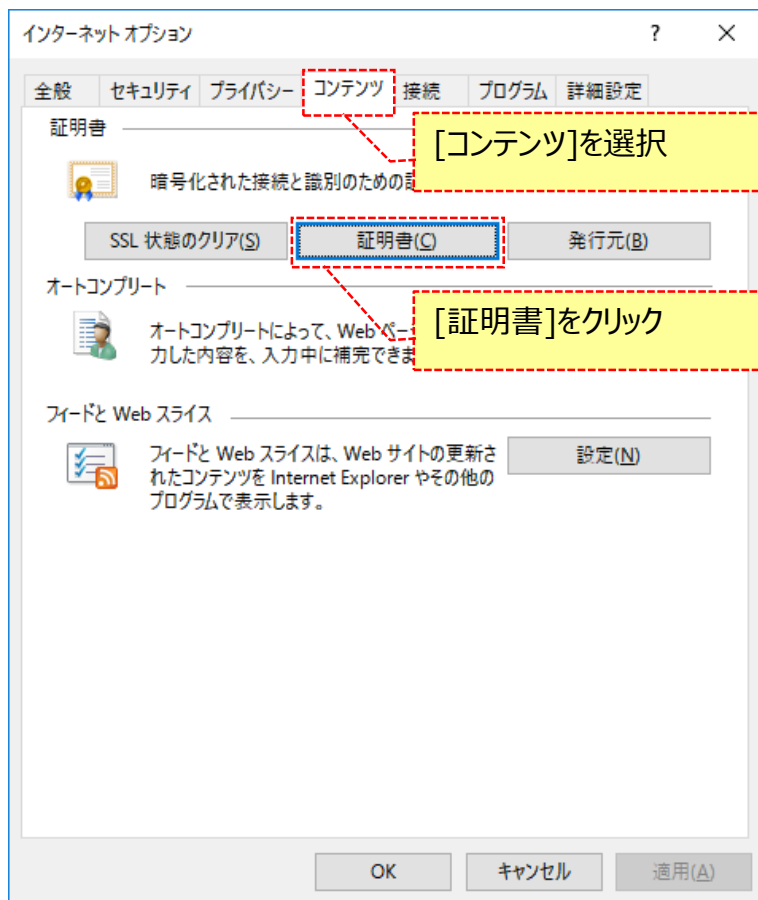 インターネット オプション ? ×
全般 セキュリティ プライバシー コンテンツ 接続 プログラム 詳細設定
証明書
[コンテンツ]を選択
暗号化された接続と識別のための
SSL 状態のクリア(S) 証明書(C) 発行元(B)
オートコンプリート
[証明書]をクリック
オートコンプリートによって、Web ペー
力した内容を、入力中に補完できま
フィードと Web スライス
フィードと Web スライスは、Web サイトの更新さ
れたコンテンツを Internet Explorer やその他の
プログラムで表示します。
設定(N)
OK キャンセル 適用(A)